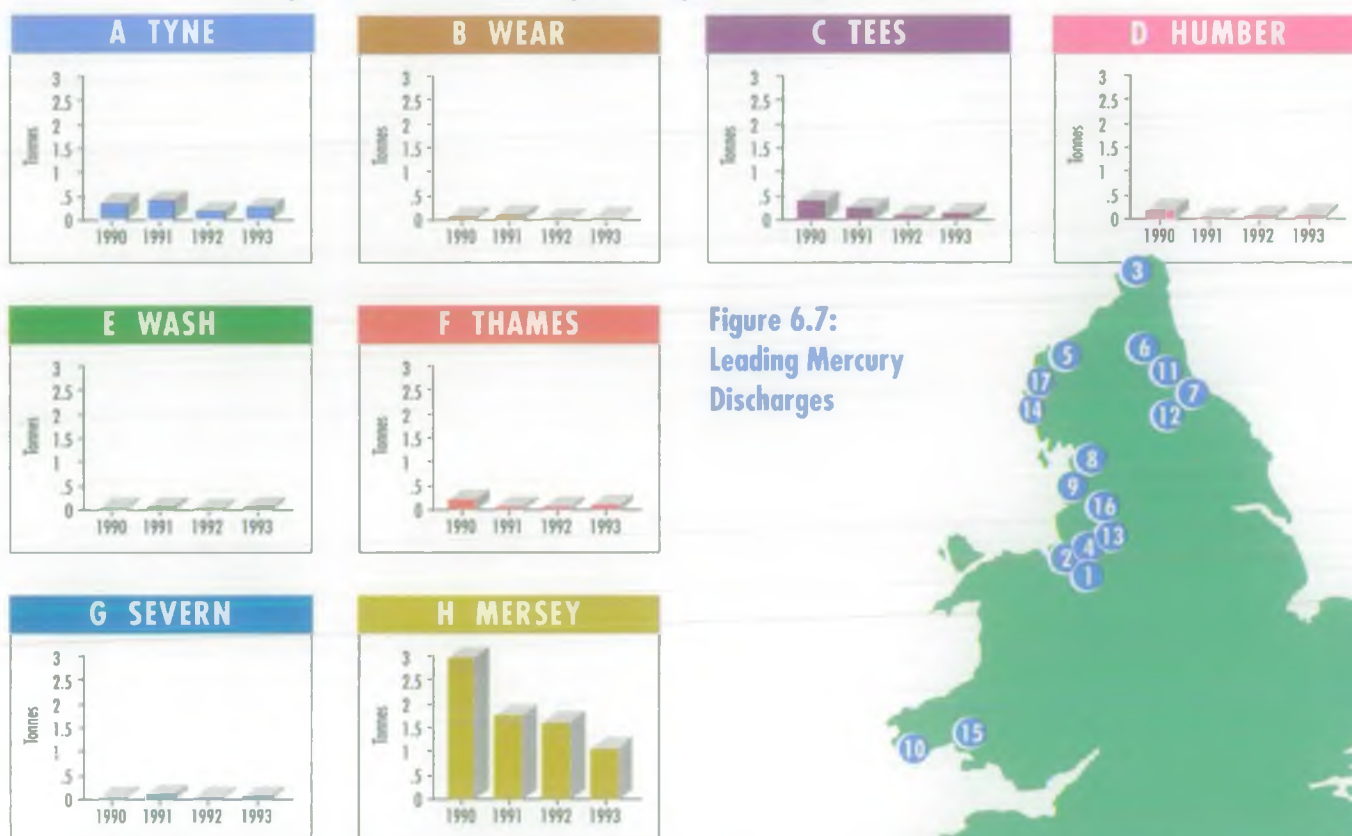 A TYNE
Tonnes
3
2.5
2
1.5
1
.5
0
1990 1991 1992 1993
B WEAR
Tonnes
3
2.5
2
1.5
1
.5
0
1990 1991 1992 1993
C TEES
Tonnes
3
2.5
2
1.5
1
.5
0
1990 1991 1992 1993
D HUMBER
Tonnes
3
2.5
2
1.5
1
.5
0
1990 1991 1992 1993
E WASH
Tonnes
3
2.5
2
1.5
1
.5
0
1990 1991 1992 1993
F THAMES
Tonnes
3
2.5
2
1.5
1
.5
0
1990 1991 1992 1993
Figure 6.7:
Leading Mercury
Discharges
G SEVERN
Tonnes
3
2.5
2
1.5
1
.5
0
1990 1991 1992 1993
H MERSEY
Tonnes
3
2.5
2
1.5
1
.5
0
1990 1991 1992 1993
3
6
5
11
17
7
14
12
8
9
16
13
4
2
1
15
10